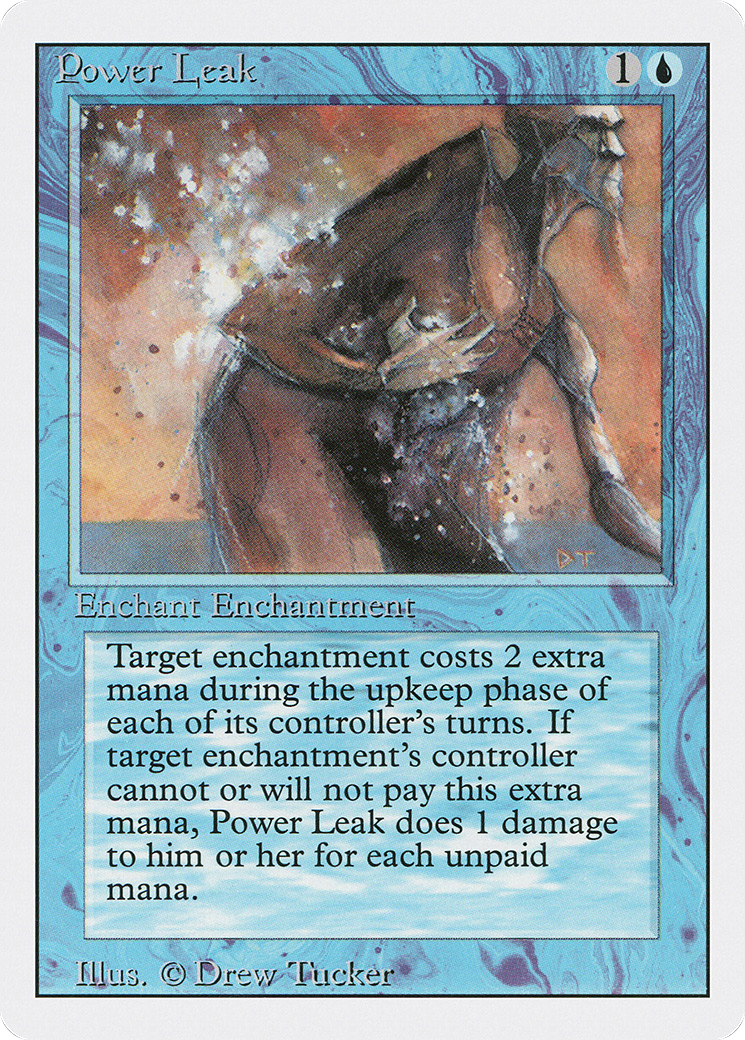 Power Leak 1
DT
Enchant Enchantment
Target enchantment costs 2 extra
mana during the upkeep phase of
each of its controller's turns. If
target enchantment's controller
cannot or will not pay this extra
mana, Power Leak does 1 damage
to him or her for each unpaid
mana.
Illus. © Drew Tucker